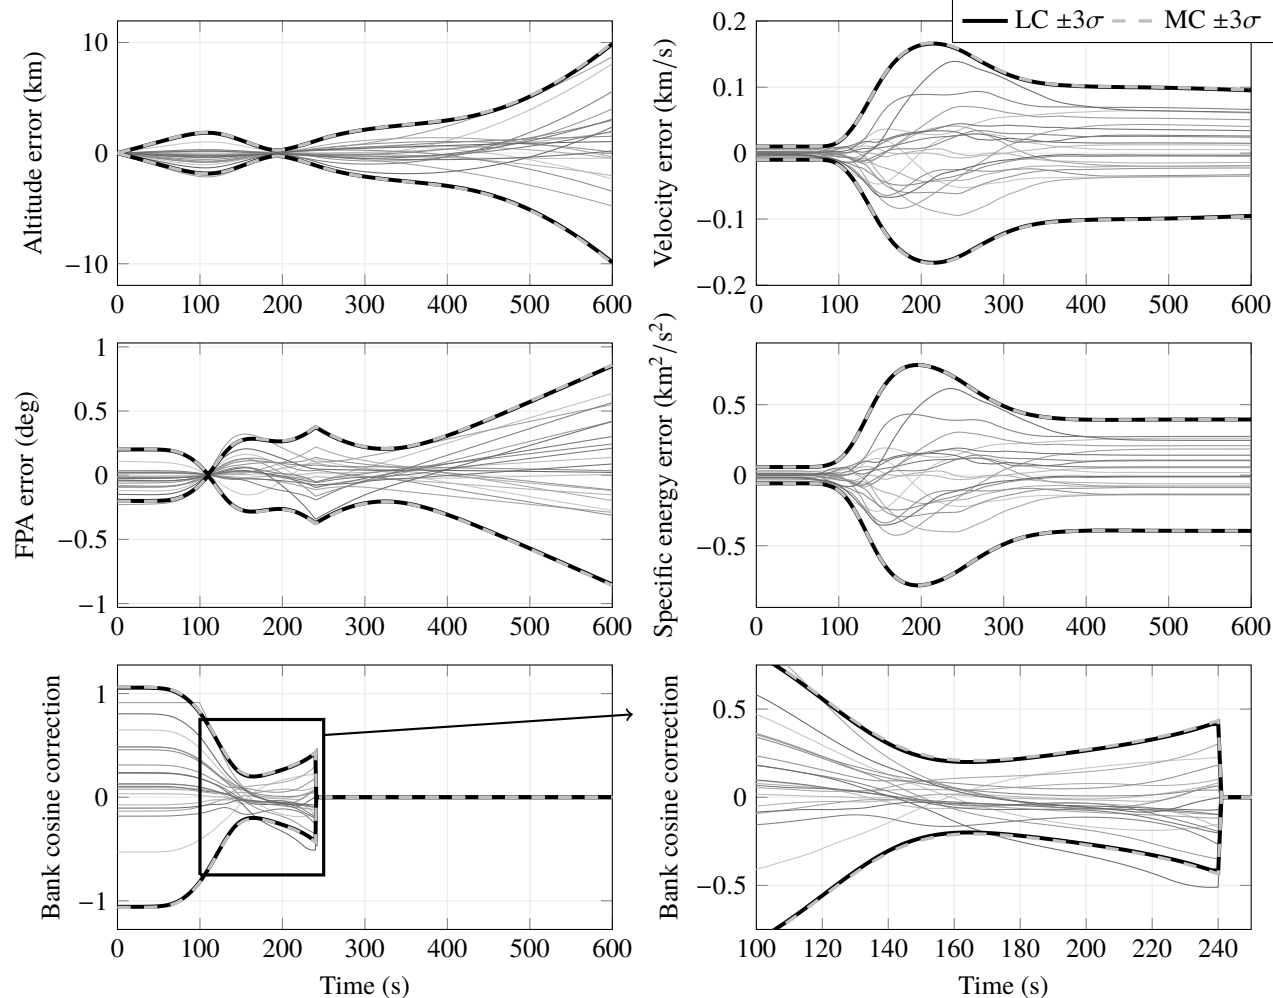 LC ±3σ MC ±3σ
Altitude error (km)
10
0
−10
0 100 200 300 400 500 600
Velocity error (km/s)
0.2
0.1
0
−0.1
−0.2
0 100 200 300 400 500 600
FPA error (deg)
1
0.5
0
−0.5
−1
0 100 200 300 400 500 600
Specific energy error (km²/s²)
0.5
0
−0.5
0 100 200 300 400 500 600
Bank cosine correction
1
0
−1
0 100 200 300 400 500 600
Time (s)
Bank cosine correction
0.5
0
−0.5
100 120 140 160 180 200 220 240
Time (s)